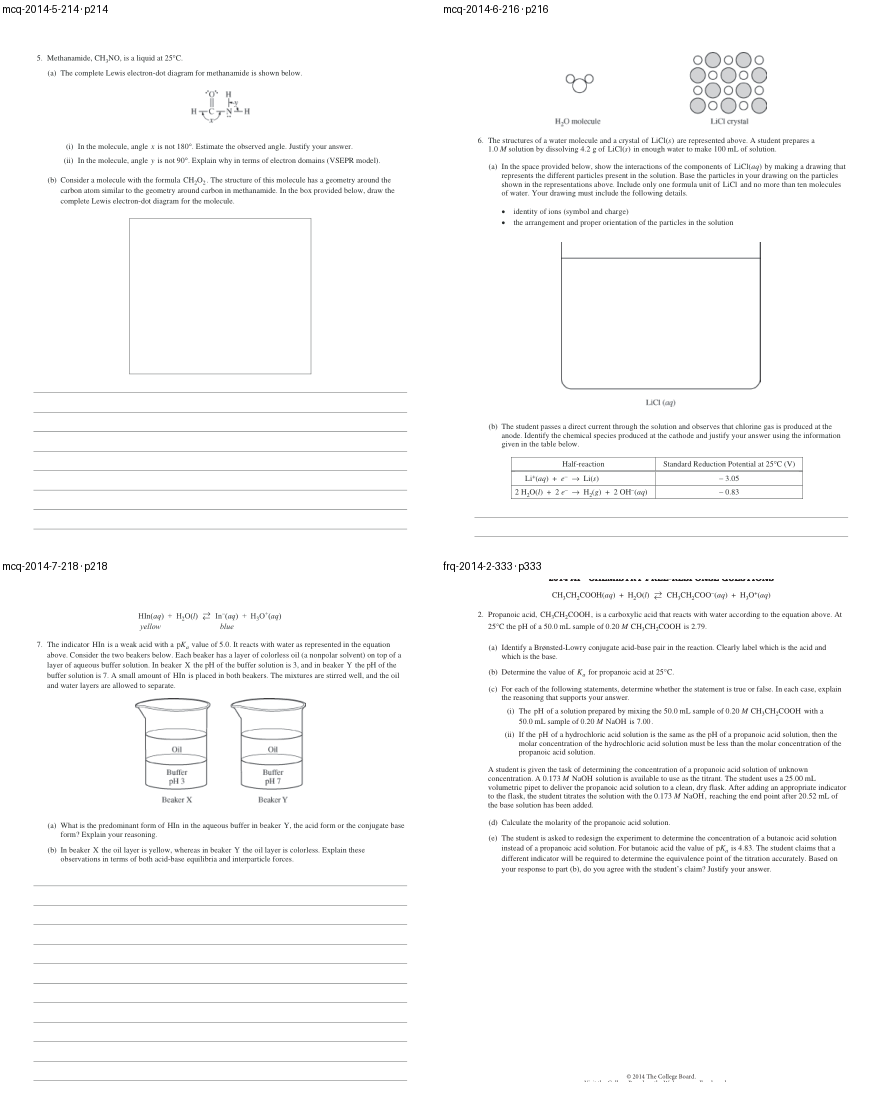 mcq-2014-5-214 · p214
5. Methanamide, CH₃NO, is a liquid at 25°C.
(a) The complete Lewis electron-dot diagram for methanamide is shown below.
O H
H C N H
x
y
(i) In the molecule, angle x is not 180°. Estimate the observed angle. Justify your answer.
(ii) In the molecule, angle y is not 90°. Explain why in terms of electron domains (VSEPR model).
(b) Consider a molecule with the formula CH₂O₂. The structure of this molecule has a geometry around the
carbon atom similar to the geometry around carbon in methanamide. In the box provided below, draw the
complete Lewis electron-dot diagram for the molecule.
mcq-2014-6-216 · p216
H₂O molecule
LiCl crystal
6. The structures of a water molecule and a crystal of LiCl(s) are represented above. A student prepares a
1.0 M solution by dissolving 4.2 g of LiCl(s) in enough water to make 100 mL of solution.
(a) In the space provided below, show the interactions of the components of LiCl(aq) by making a drawing that
represents the different particles present in the solution. Base the particles in your drawing on the particles
shown in the representations above. Include only one formula unit of LiCl and no more than ten molecules
of water. Your drawing must include the following details.
• identity of ions (symbol and charge)
• the arrangement and proper orientation of the particles in the solution
LiCl (aq)
(b) The student passes a direct current through the solution and observes that chlorine gas is produced at the
anode. Identify the chemical species produced at the cathode and justify your answer using the information
given in the table below.
Half-reaction Standard Reduction Potential at 25°C (V)
Li⁺(aq) + e⁻ → Li(s) −3.05
2 H₂O(l) + 2 e⁻ → H₂(g) + 2 OH⁻(aq) −0.83
mcq-2014-7-218 · p218
HIn(aq) + H₂O(l) ⇄ In⁻(aq) + H₃O⁺(aq)
yellow blue
7. The indicator HIn is a weak acid with a pKₐ value of 5.0. It reacts with water as represented in the equation
above. Consider the two beakers below. Each beaker has a layer of colorless oil (a nonpolar solvent) on top of a
layer of aqueous buffer solution. In beaker X the pH of the buffer solution is 3, and in beaker Y the pH of the
buffer solution is 7. A small amount of HIn is placed in both beakers. The mixtures are stirred well, and the oil
and water layers are allowed to separate.
Oil Oil
Buffer Buffer
pH 3 pH 7
Beaker X Beaker Y
(a) What is the predominant form of HIn in the aqueous buffer in beaker Y, the acid form or the conjugate base
form? Explain your reasoning.
(b) In beaker X the oil layer is yellow, whereas in beaker Y the oil layer is colorless. Explain these
observations in terms of both acid-base equilibria and interparticle forces.
frq-2014-2-333 · p333
CH₃CH₂COOH(aq) + H₂O(l) ⇄ CH₃CH₂COO⁻(aq) + H₃O⁺(aq)
2. Propanoic acid, CH₃CH₂COOH, is a carboxylic acid that reacts with water according to the equation above. At
25°C the pH of a 50.0 mL sample of 0.20 M CH₃CH₂COOH is 2.79.
(a) Identify a Brønsted-Lowry conjugate acid-base pair in the reaction. Clearly label which is the acid and
which is the base.
(b) Determine the value of Kₐ for propanoic acid at 25°C.
(c) For each of the following statements, determine whether the statement is true or false. In each case, explain
the reasoning that supports your answer.
(i) The pH of a solution prepared by mixing the 50.0 mL sample of 0.20 M CH₃CH₂COOH with a
50.0 mL sample of 0.20 M NaOH is 7.00.
(ii) If the pH of a hydrochloric acid solution is the same as the pH of a propanoic acid solution, then the
molar concentration of the hydrochloric acid solution must be less than the molar concentration of the
propanoic acid solution.
A student is given the task of determining the concentration of a propanoic acid solution of unknown
concentration. A 0.173 M NaOH solution is available to use as the titrant. The student uses a 25.00 mL
volumetric pipet to deliver the propanoic acid solution to a clean, dry flask. After adding an appropriate indicator
to the flask, the student titrates the solution with the 0.173 M NaOH, reaching the end point after 20.52 mL of
the base solution has been added.
(d) Calculate the molarity of the propanoic acid solution.
(e) The student is asked to redesign the experiment to determine the concentration of a butanoic acid solution
instead of a propanoic acid solution. For butanoic acid the value of pKₐ is 4.83. The student claims that a
different indicator will be required to determine the equivalence point of the titration accurately. Based on
your response to part (b), do you agree with the student's claim? Justify your answer.
© 2014 The College Board.